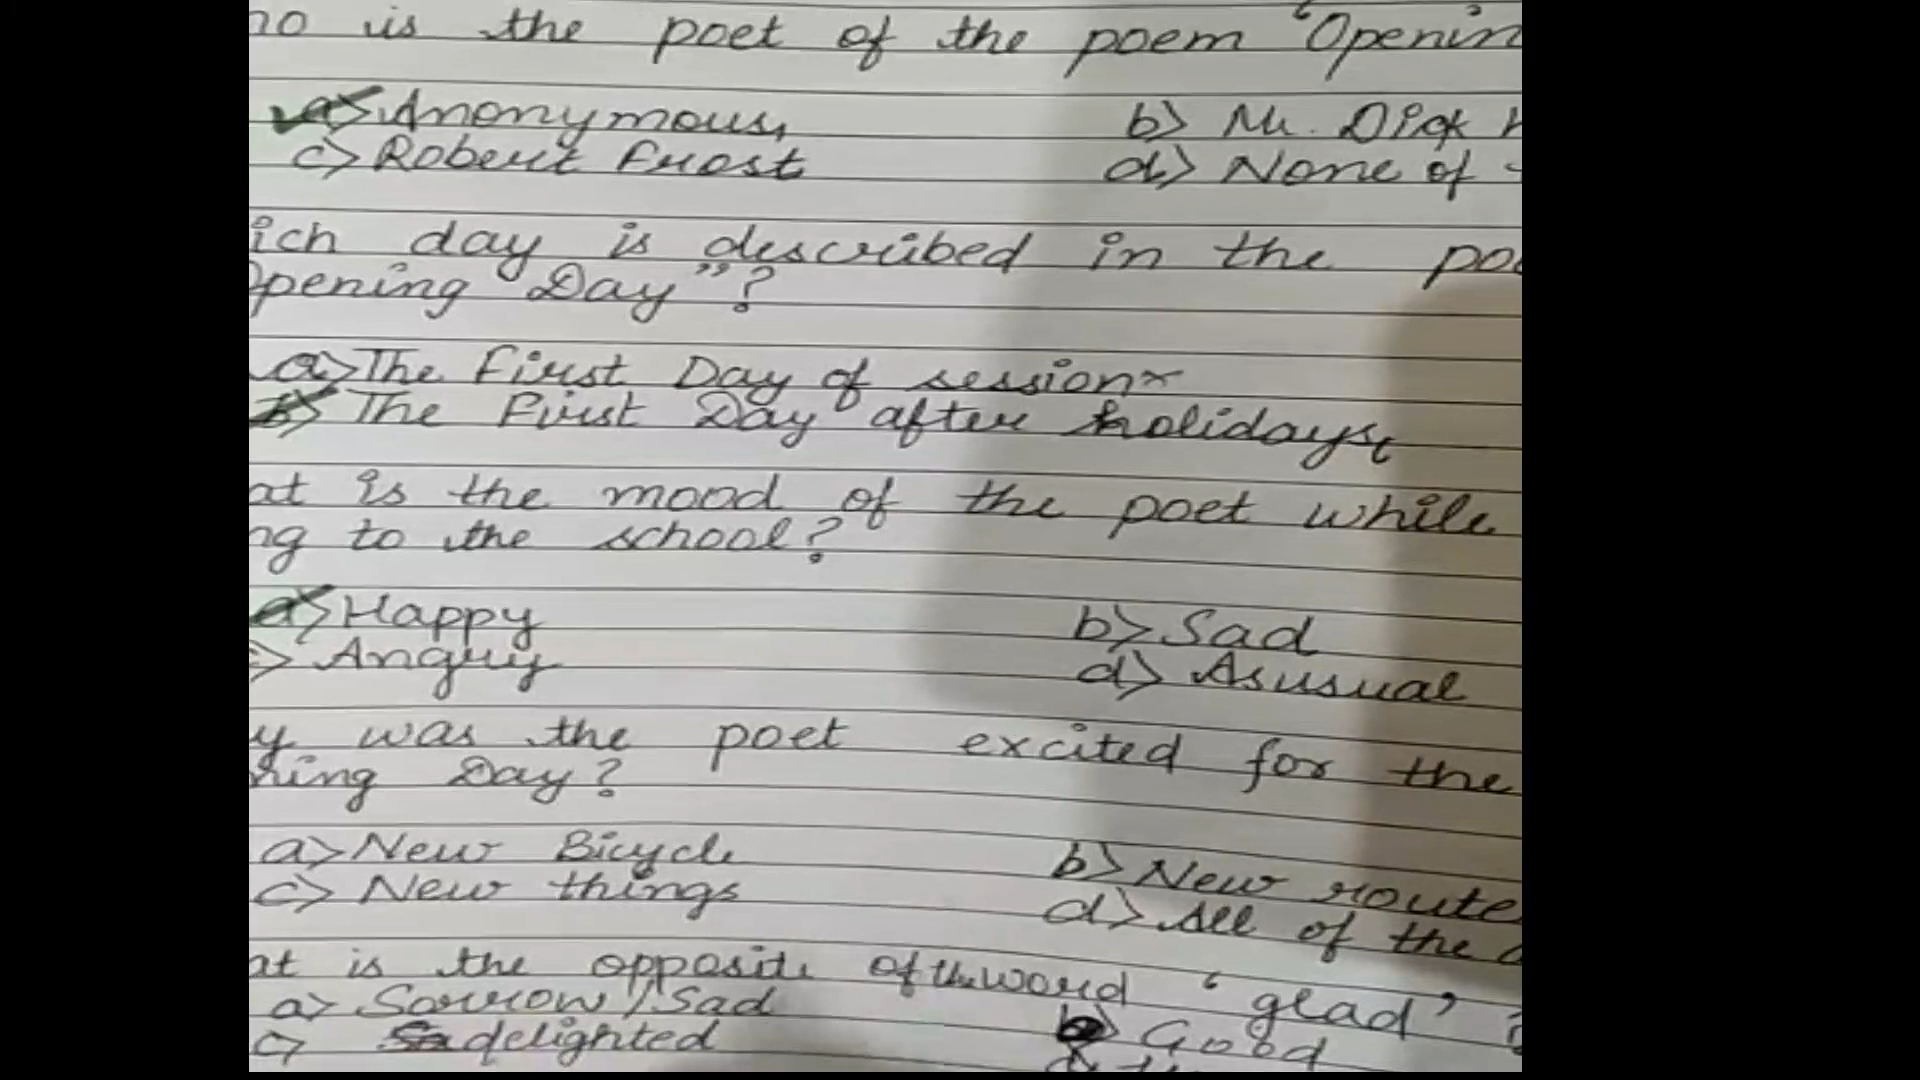 no is the poet of the poem 'Openin
a) Anonymous
b) Mr. Dick
c) Robert Frost
d) None of
ich day is described in the po
Opening Day"?
a) The First Day of session
b) The First Day after holidays
at is the mood of the poet while
ng to the school?
a) Happy
b) Sad
c) Angry
d) Asusual
y was the poet excited for the
ning Day?
a) New Bicycle
b) New route
c) New things
d) All of the
at is the opposite of the word 'glad'
a) Sorrow/Sad
b) Good
c) delighted